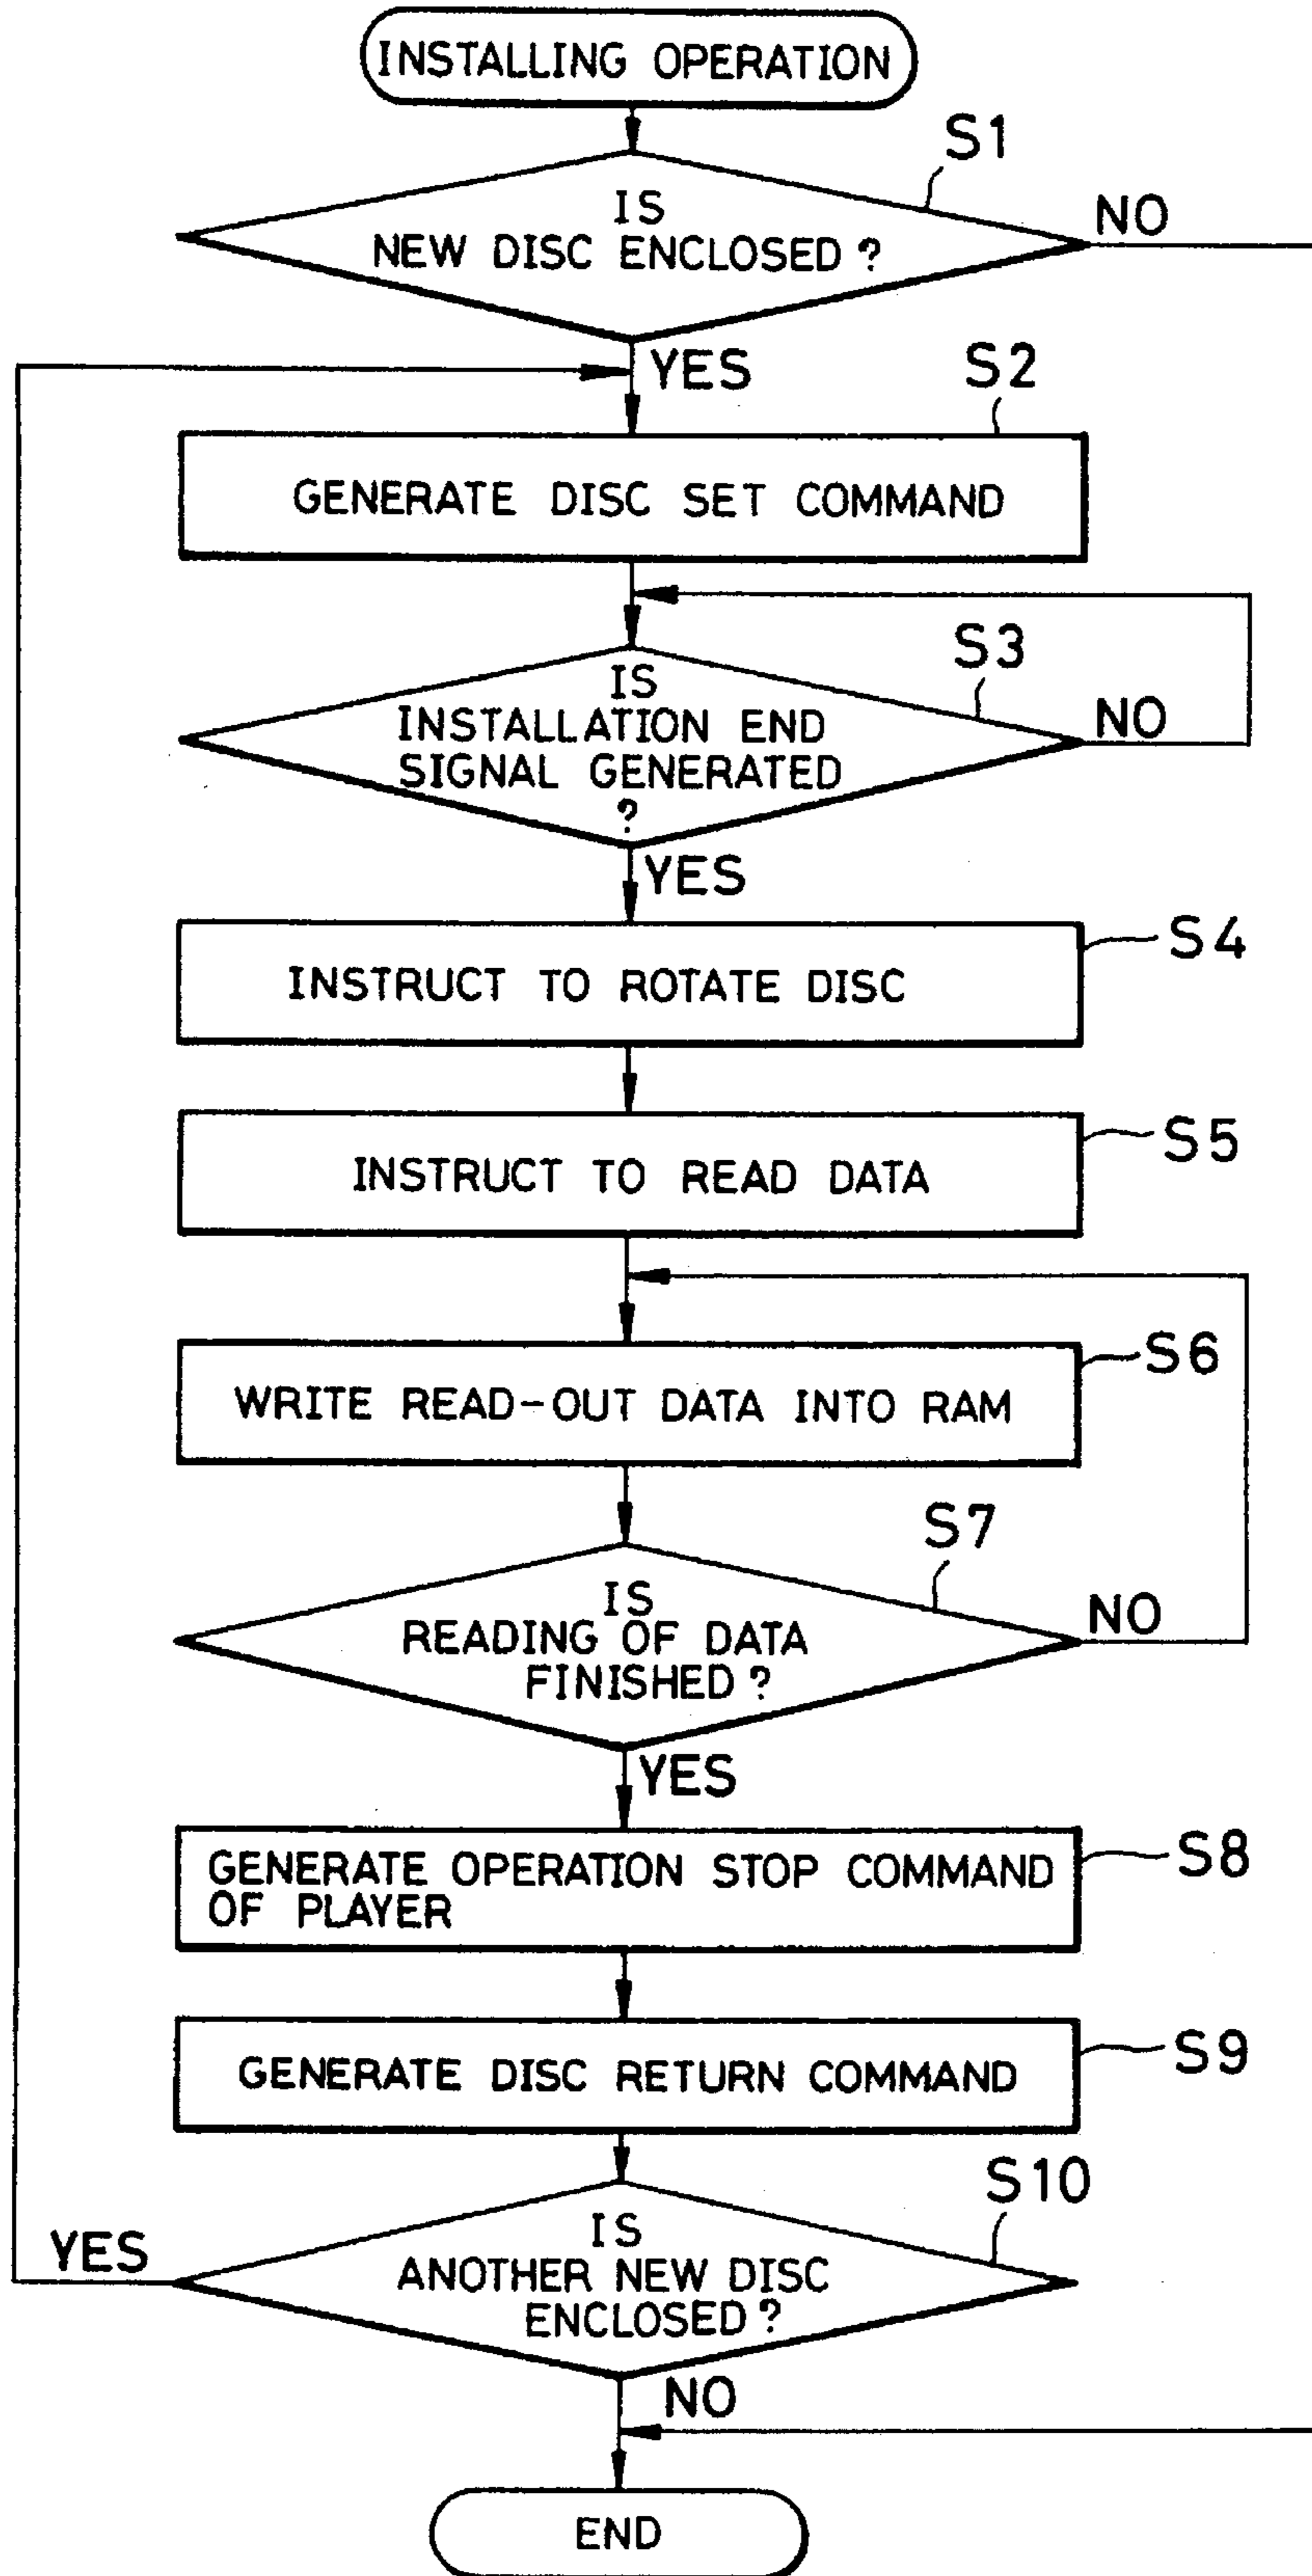 INSTALLING OPERATION
S1
IS
NEW DISC ENCLOSED ?
NO
YES
S2
GENERATE DISC SET COMMAND
S3
IS
INSTALLATION END
SIGNAL GENERATED
?
NO
YES
S4
INSTRUCT TO ROTATE DISC
S5
INSTRUCT TO READ DATA
S6
WRITE READ-OUT DATA INTO RAM
S7
IS
READING OF DATA
FINISHED ?
NO
YES
S8
GENERATE OPERATION STOP COMMAND
OF PLAYER
S9
GENERATE DISC RETURN COMMAND
S10
IS
ANOTHER NEW DISC
ENCLOSED ?
YES
NO
END